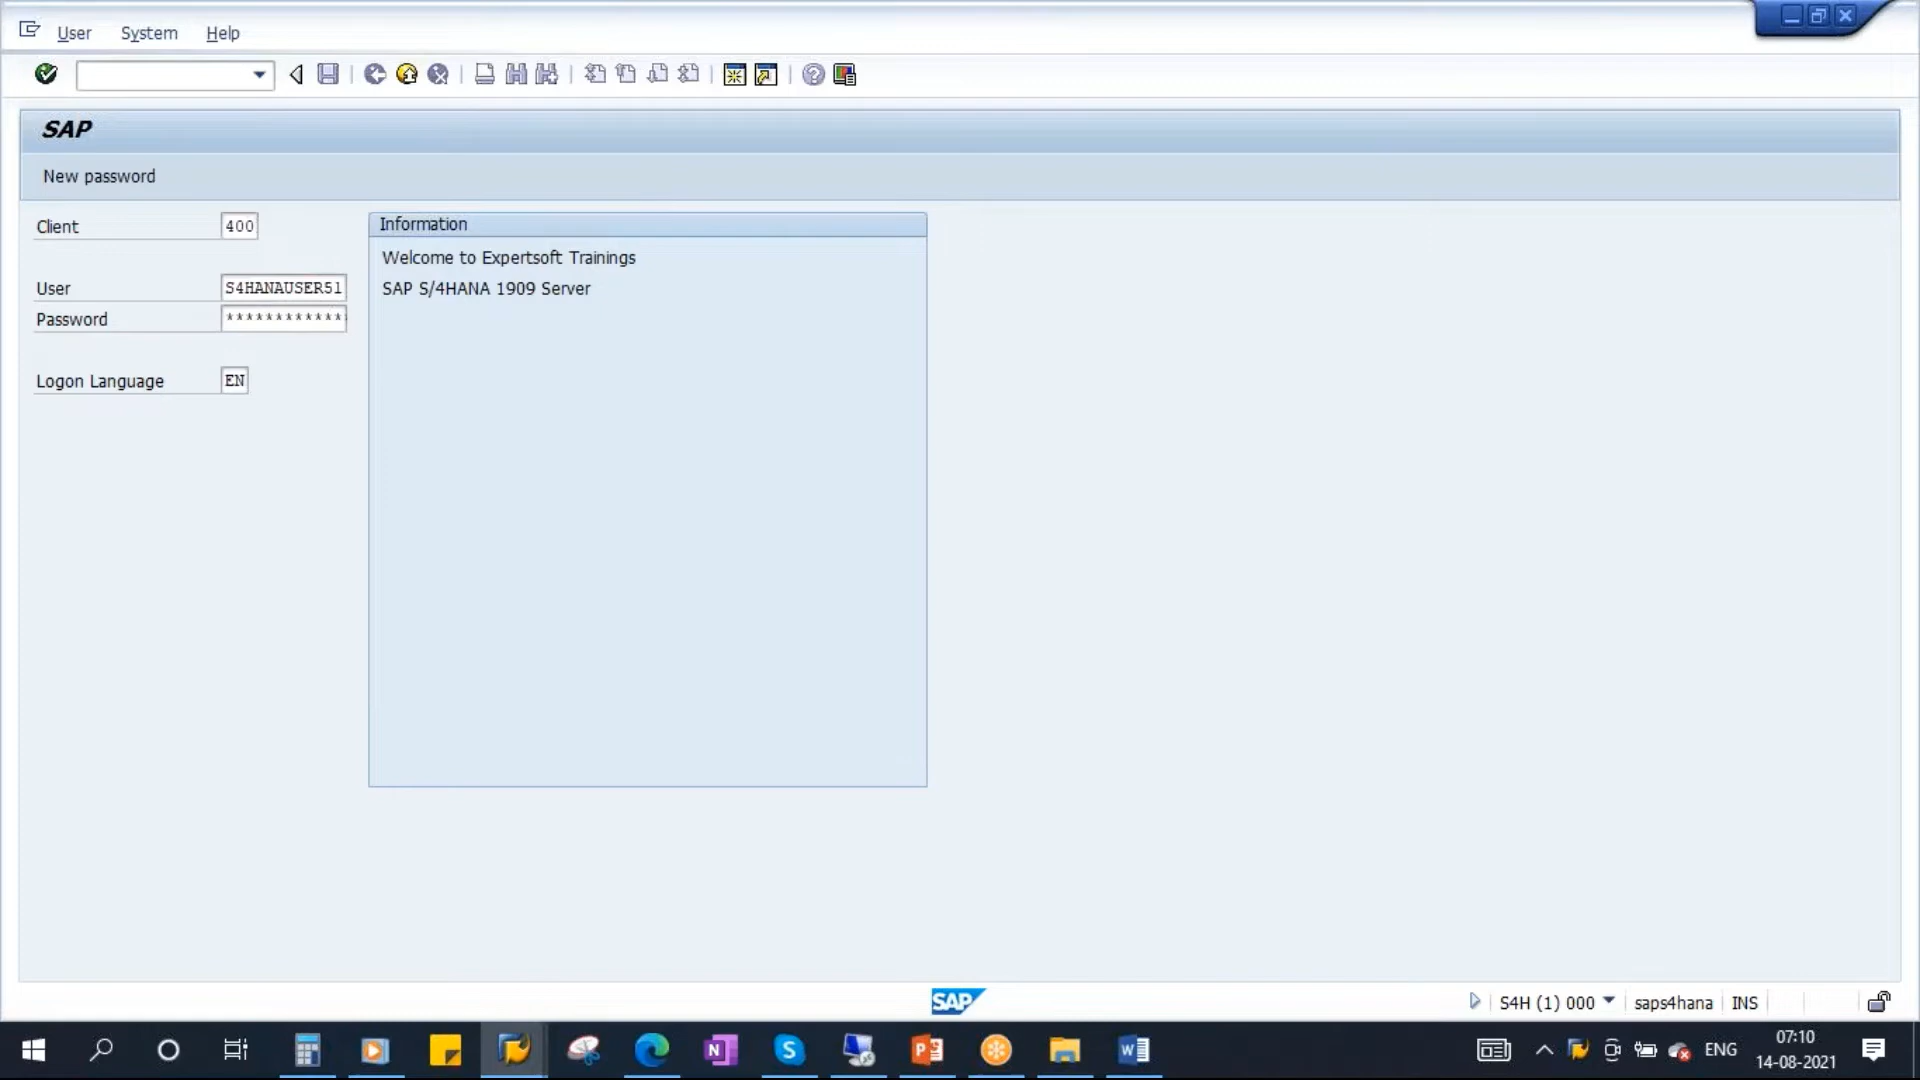 User System Help
SAP
New password
Client 400
Information
Welcome to Expertsoft Trainings
User S4HANAUSER51
SAP S/4HANA 1909 Server
Password ************
Logon Language EN
SAP
S4H (1) 000 saps4hana INS
N S P S W ENG 07:10
14-08-2021